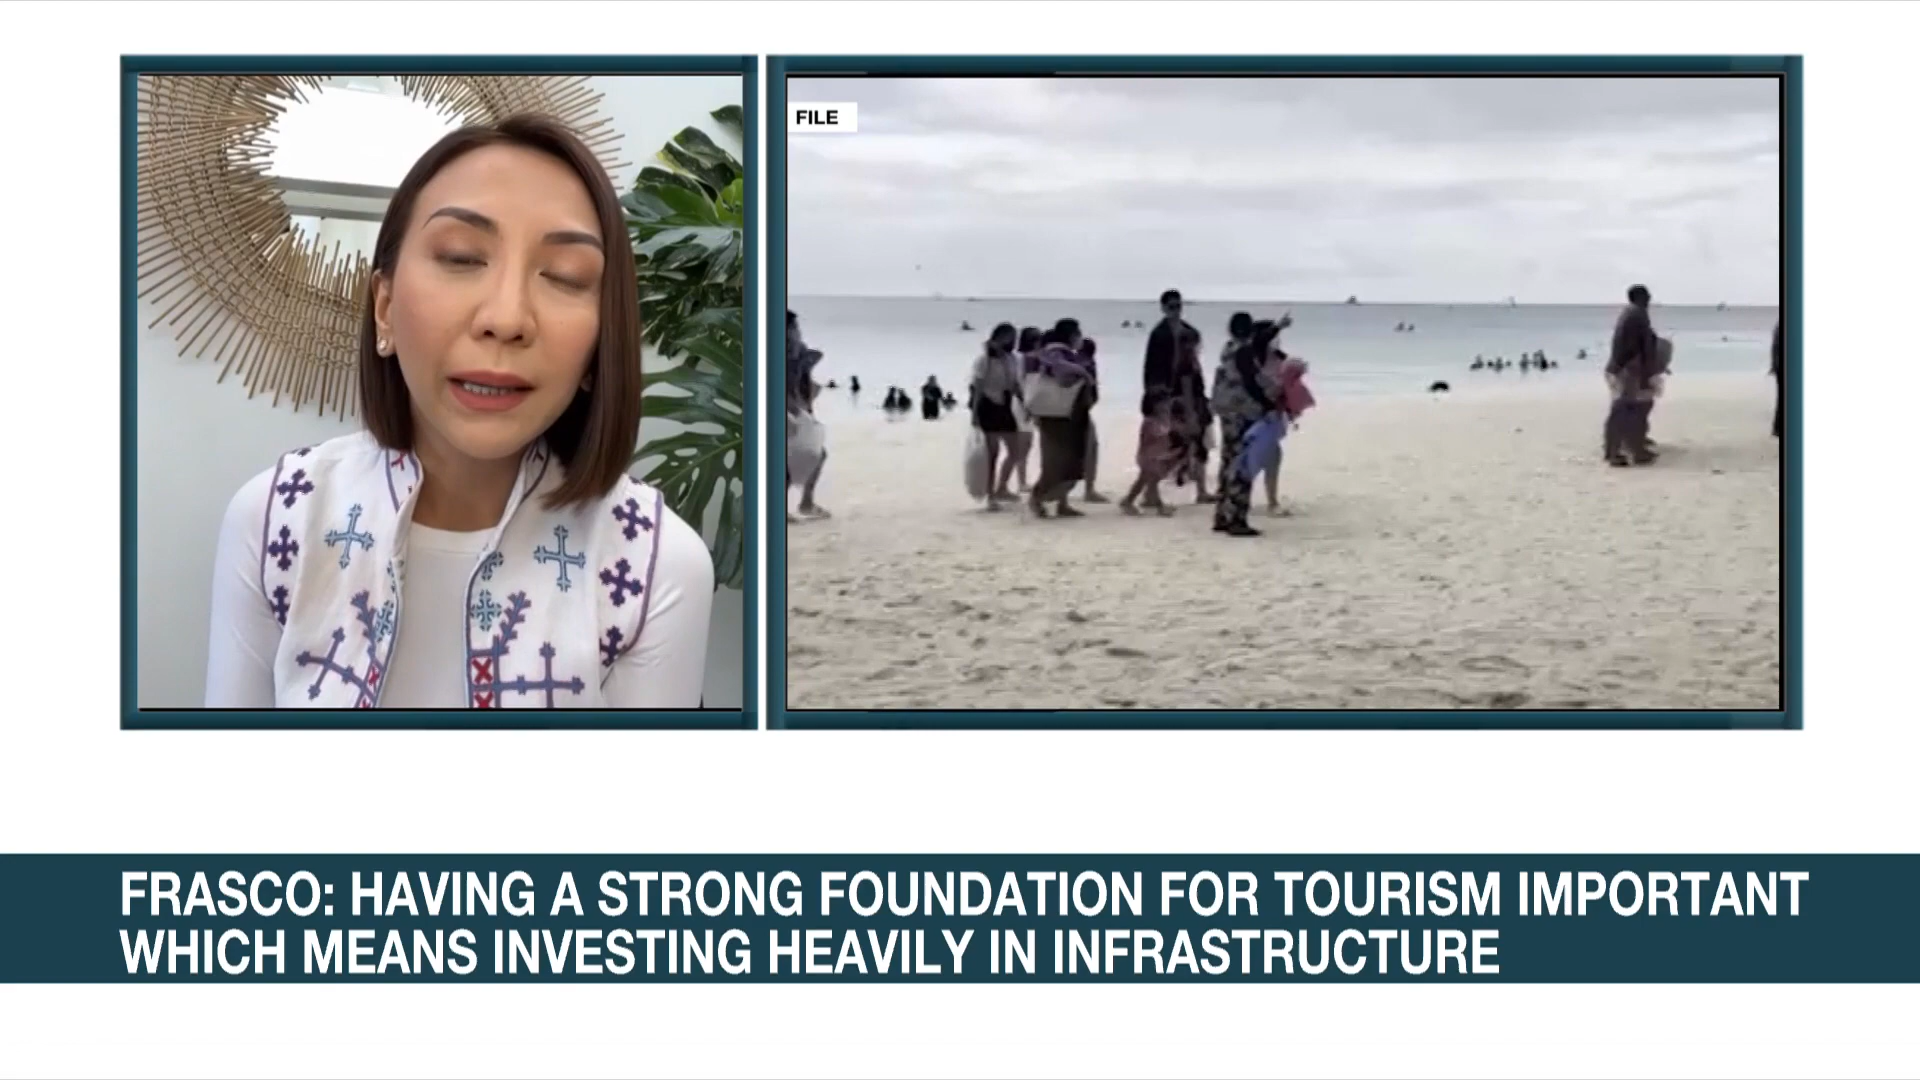 FILE
FRASCO: HAVING A STRONG FOUNDATION FOR TOURISM IMPORTANT
WHICH MEANS INVESTING HEAVILY IN INFRASTRUCTURE